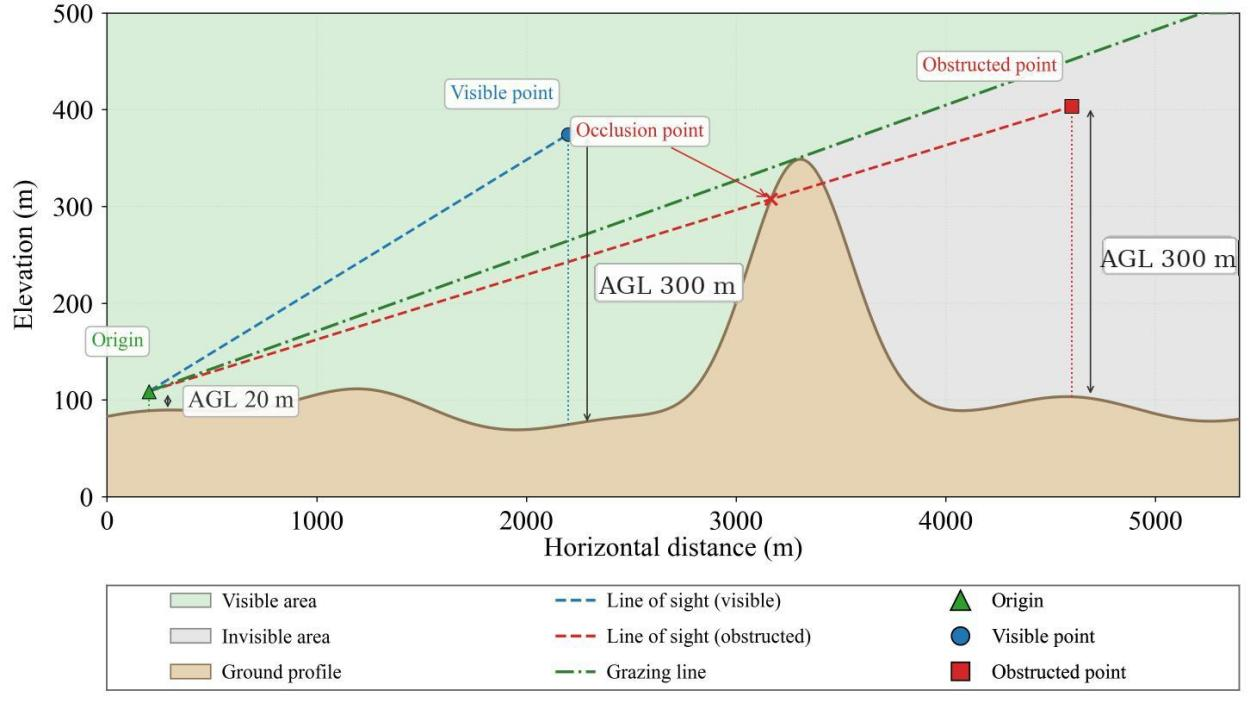 500
400
300
200
100
0
Elevation (m)
Obstructed point
Visible point
Occlusion point
AGL 300 m
AGL 300 m
Origin
AGL 20 m
0 1000 2000 3000 4000 5000
Horizontal distance (m)
Visible area
Invisible area
Ground profile
Line of sight (visible)
Line of sight (obstructed)
Grazing line
Origin
Visible point
Obstructed point